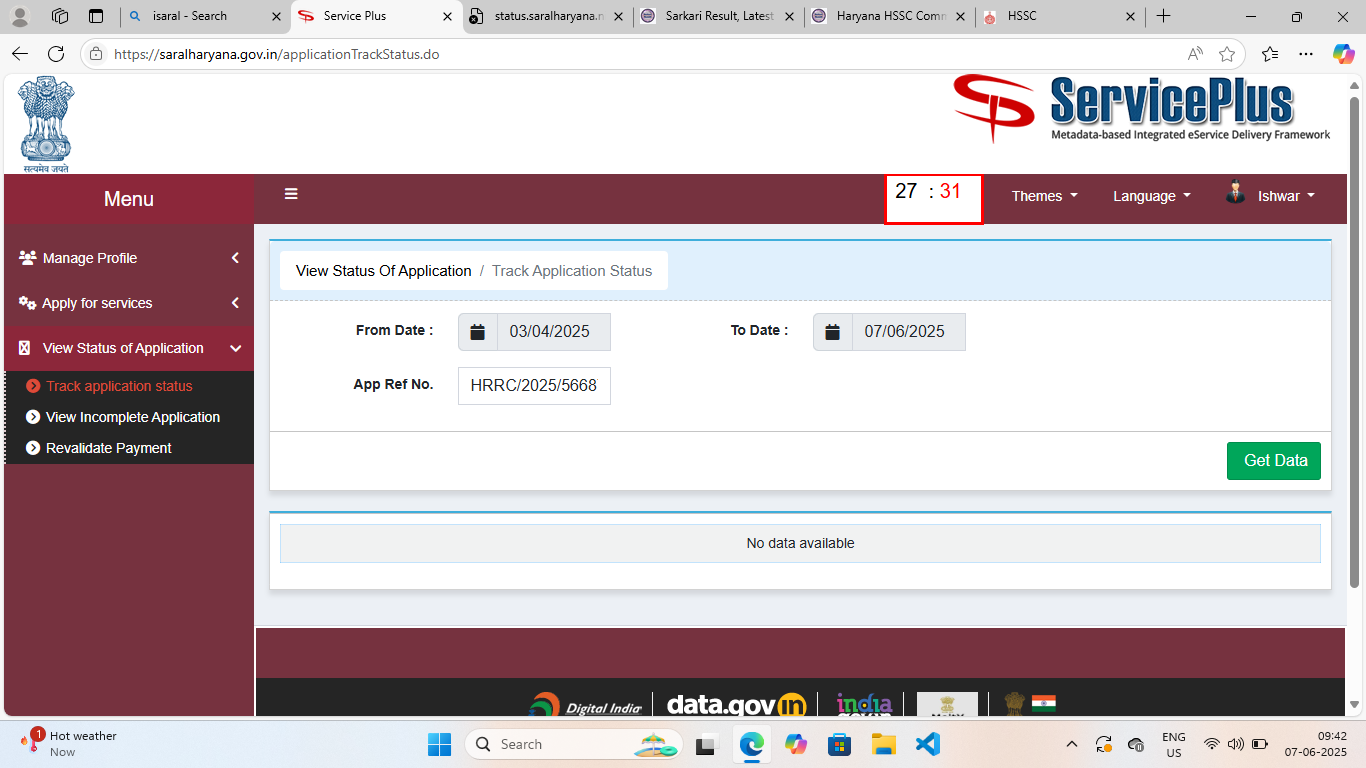 isaral - Search
Service Plus
status.saralharyana.n
Sarkari Result, Latest
Haryana HSSC Comm
HSSC
https://saralharyana.gov.in/applicationTrackStatus.do
सत्यमेव जयते
ServicePlus
Metadata-based Integrated eService Delivery Framework
Menu
27 : 31
Themes
Language
Ishwar
Manage Profile
Apply for services
View Status of Application
Track application status
View Incomplete Application
Revalidate Payment
View Status Of Application / Track Application Status
From Date : 03/04/2025
To Date : 07/06/2025
App Ref No. HRRC/2025/5668
Get Data
No data available
Digital India
data.gov in
india
gov.in
1 Hot weather
Now
Search
ENG
US
09:42
07-06-2025